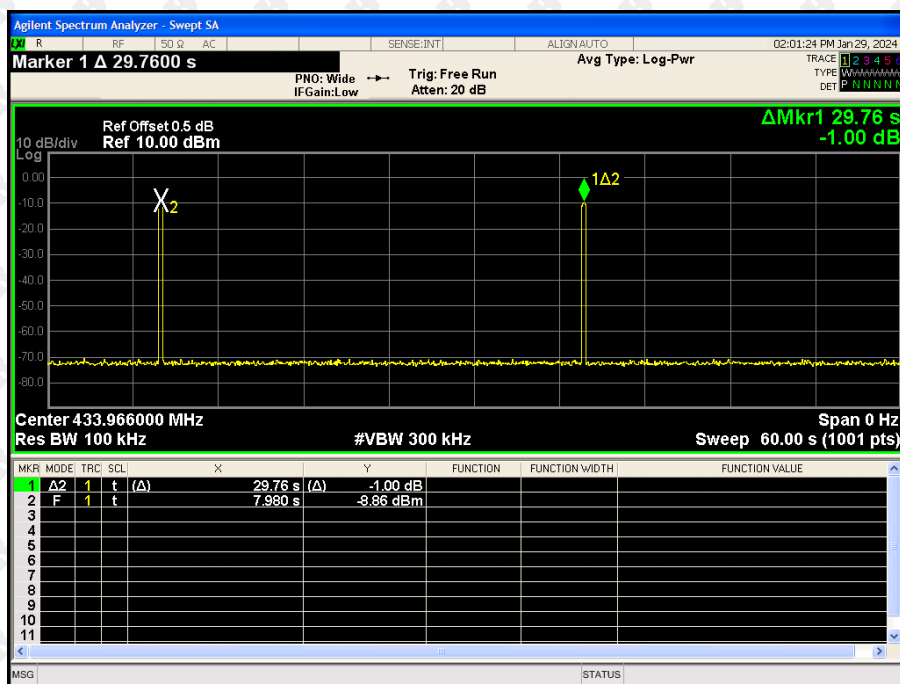 Agilent Spectrum Analyzer - Swept SA
LXI R RF 50 Ω AC SENSE:INT ALIGN AUTO 02:01:24 PM Jan 29, 2024
Marker 1 Δ 29.7600 s
PNO: Wide
IFGain:Low
Trig: Free Run
Atten: 20 dB
Avg Type: Log-Pwr
TRACE 1 2 3 4 5 6
TYPE WWWWWW
DET P N N N N N
ΔMkr1 29.76 s
-1.00 dB
Ref Offset 0.5 dB
10 dB/div Ref 10.00 dBm
Log
0.00
-10.0
-20.0
-30.0
-40.0
-50.0
-60.0
-70.0
-80.0
X2
1Δ2
Center 433.966000 MHz Span 0 Hz
Res BW 100 kHz #VBW 300 kHz Sweep 60.00 s (1001 pts)
MKR MODE TRC SCL X Y FUNCTION FUNCTION WIDTH FUNCTION VALUE
1 Δ2 1 t (Δ) 29.76 s (Δ) -1.00 dB
2 F 1 t 7.980 s -8.86 dBm
3
4
5
6
7
8
9
10
11
MSG STATUS